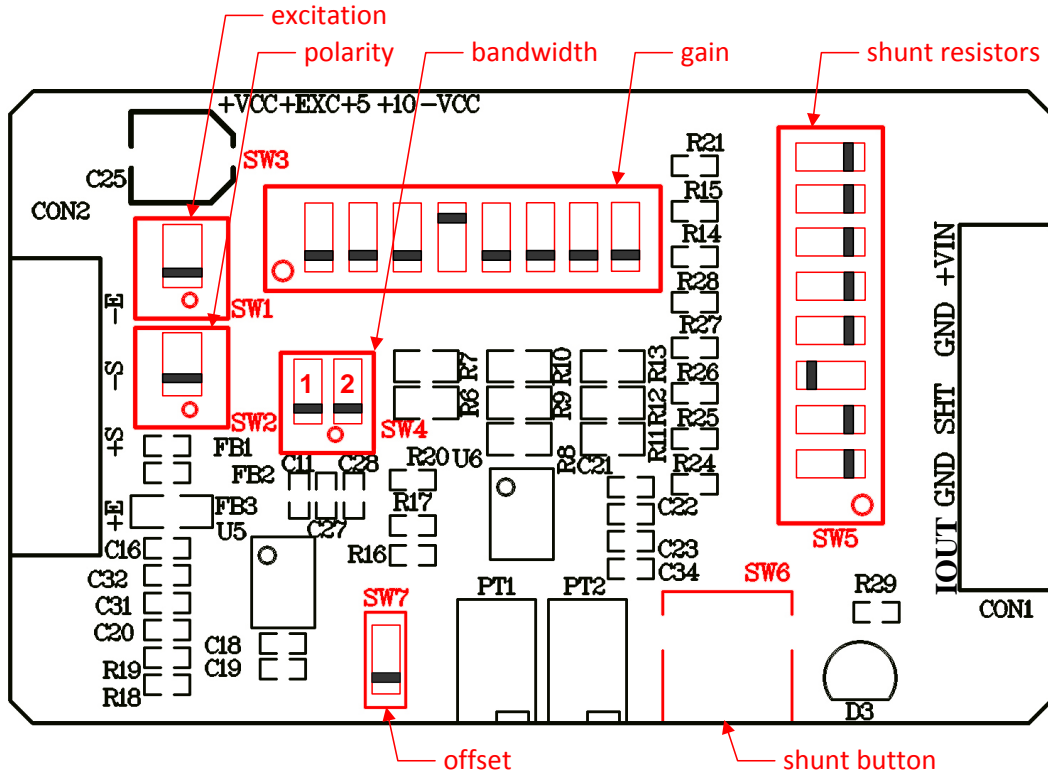 excitation
polarity
bandwidth
gain
shunt resistors
+VCC+EXC+5 +10 -VCC
SW3
C25
CON2
R21
R15
R14
R28
R27
R26
R25
R24
-E
-S
+S
+E
SW1
SW2
1 2
SW4
R7
R6
R10
R9
R8
R13
R12
R11
FB1
FB2
FB3
U5
C11
C28
C27
R20
U6
R17
R16
C21
C22
C23
C34
C16
C32
C31
C20
R19
R18
C18
C19
SW7
PT1
PT2
SW6
SW5
R29
D3
IOUT GND SHT GND +VIN
CON1
offset
shunt button